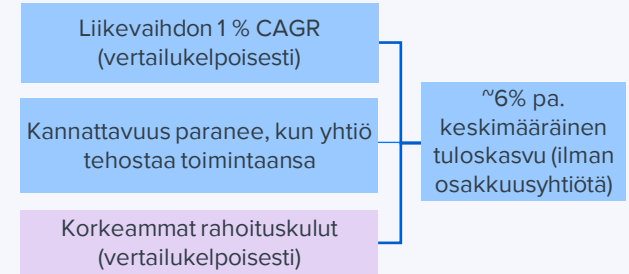 Liikevaihdon 1 % CAGR
(vertailukelpoisesti)
Kannattavuus paranee, kun yhtiö
tehostaa toimintaansa
Korkeammat rahoituskulut
(vertailukelpoisesti)
~6% pa.
keskimääräinen
tuloskasvu (ilman
osakkuusyhtiötä)